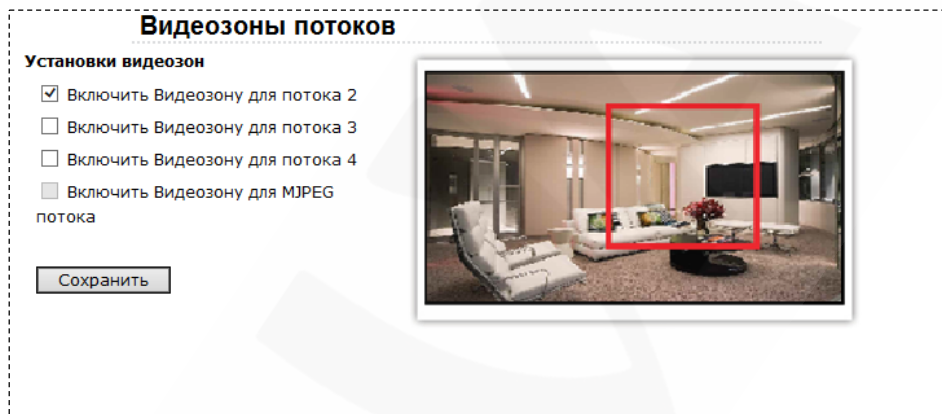 Видеозоны потоков
Установки видеозон
Включить Видеозону для потока 2
Включить Видеозону для потока 3
Включить Видеозону для потока 4
Включить Видеозону для MJPEG
потока
Сохранить